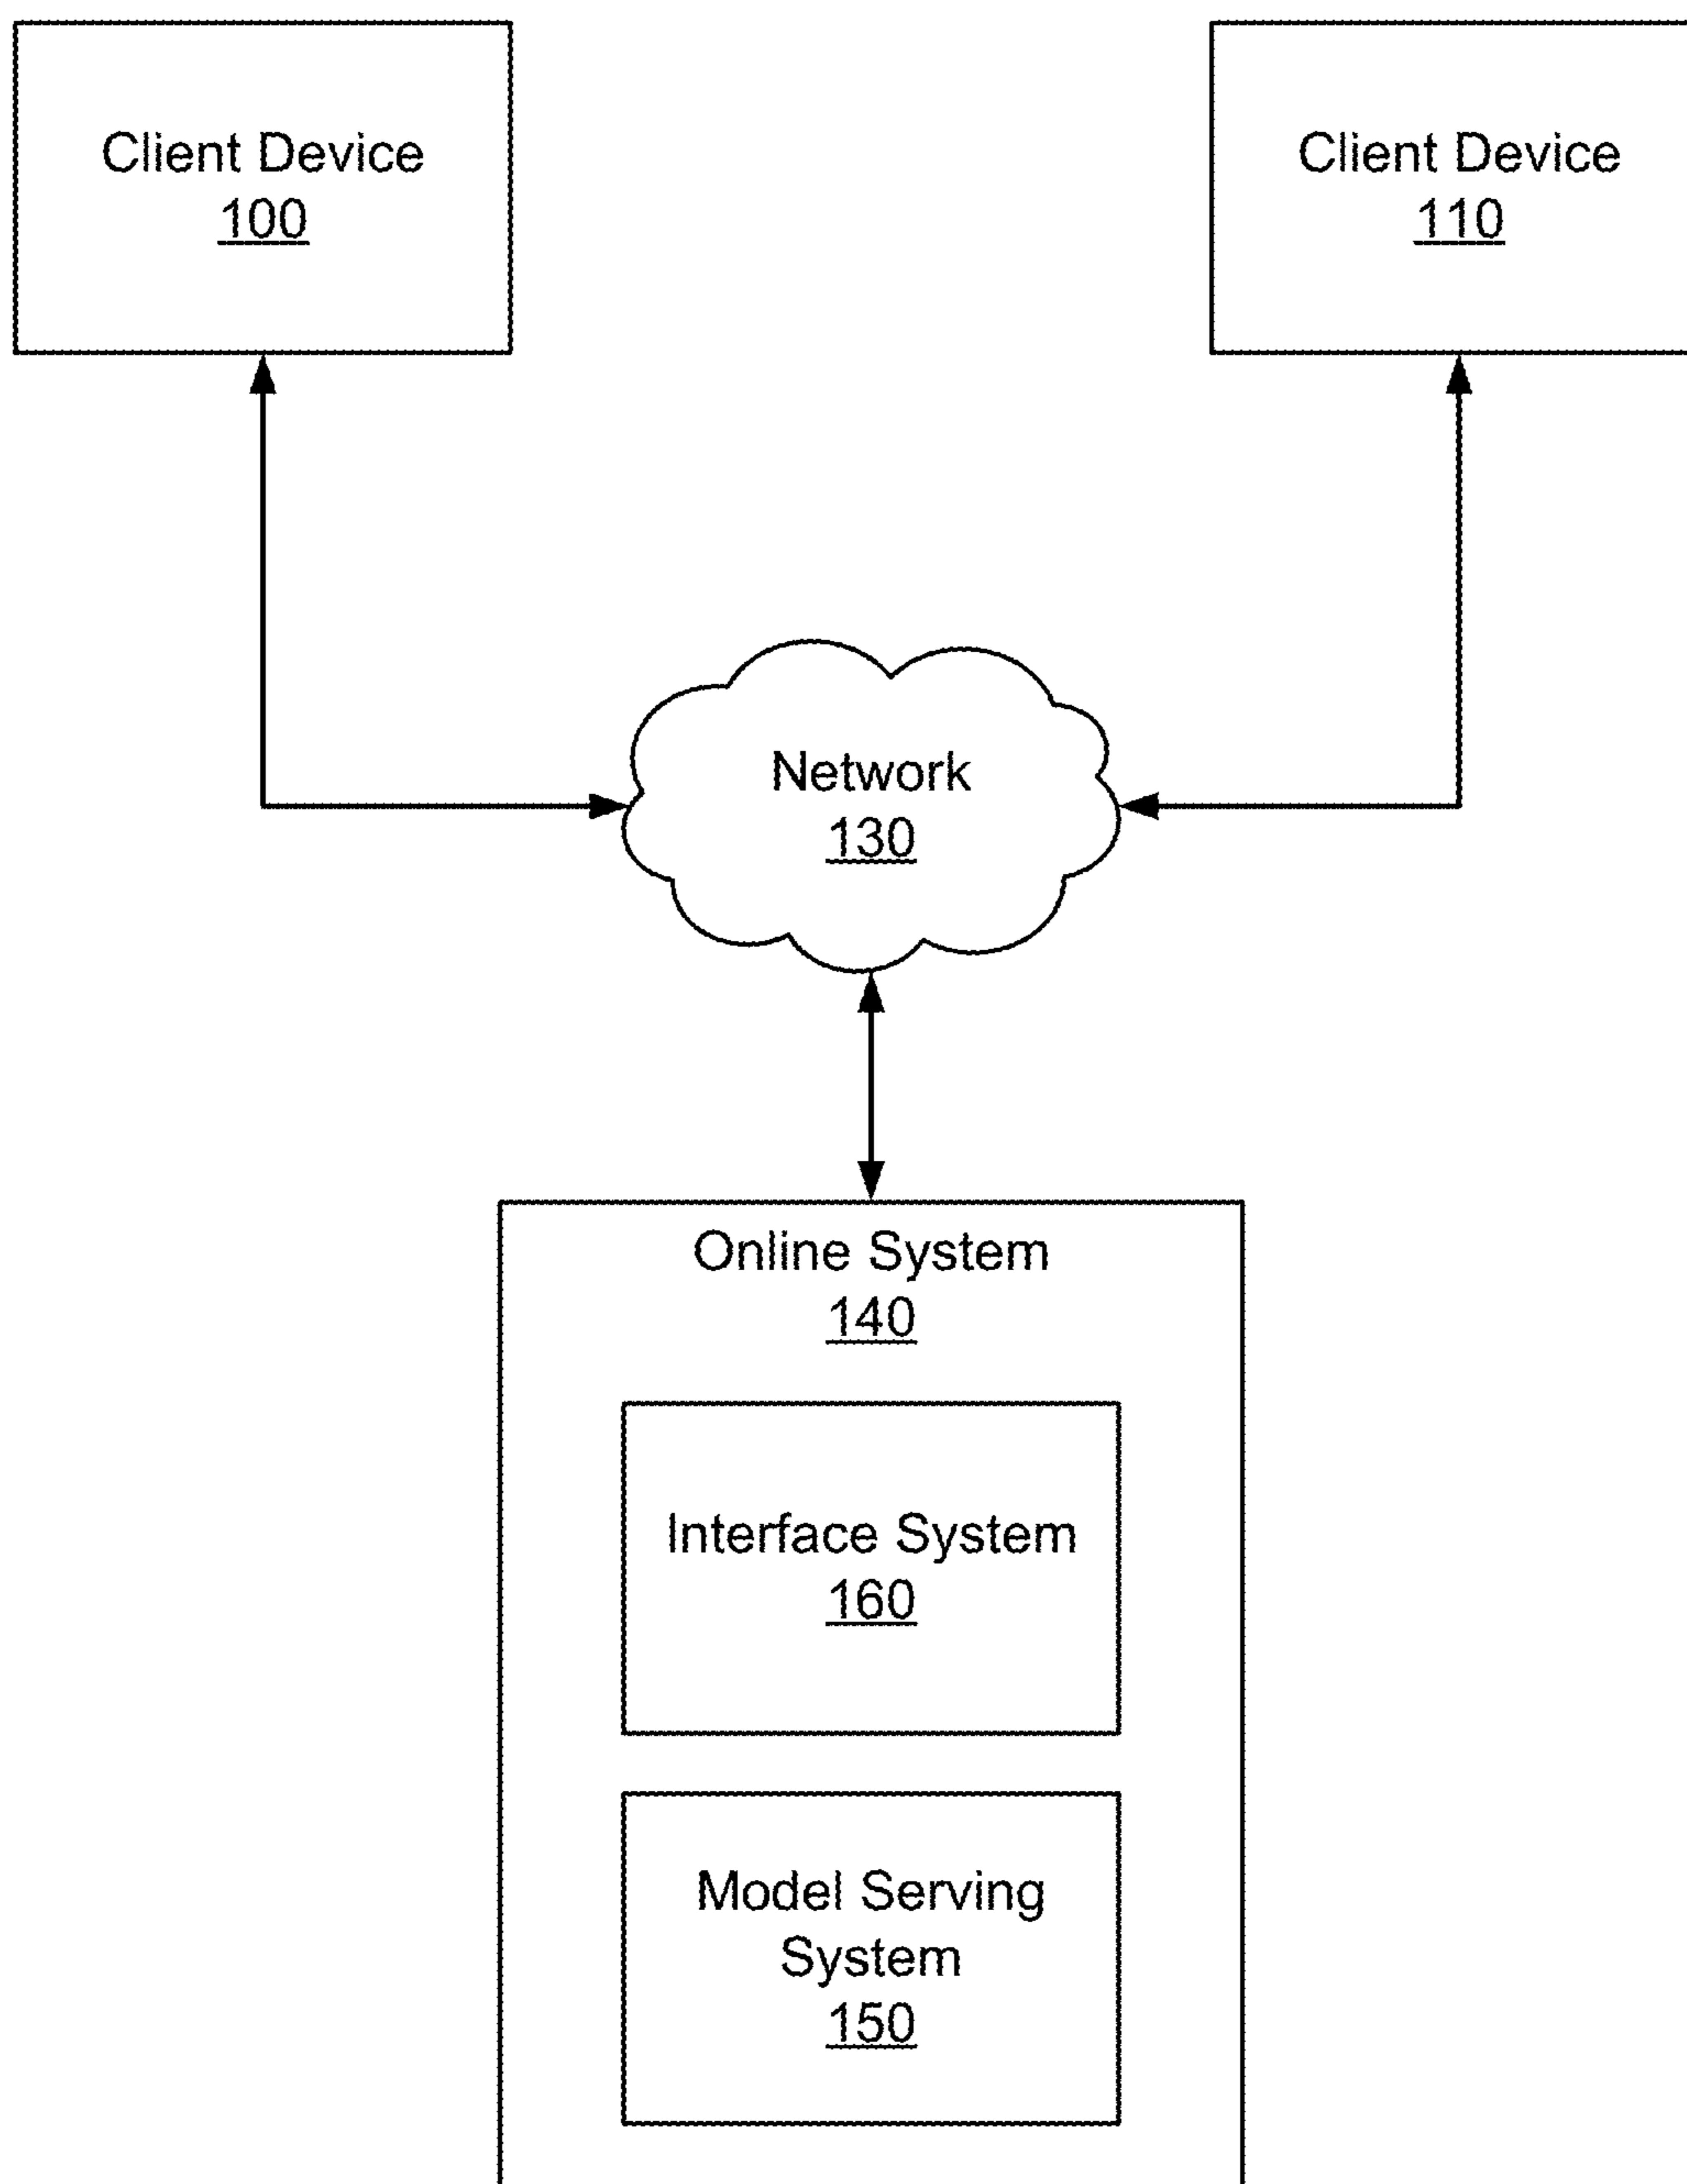 Client Device
100
Client Device
110
Network
130
Online System
140
Interface System
160
Model Serving
System
150